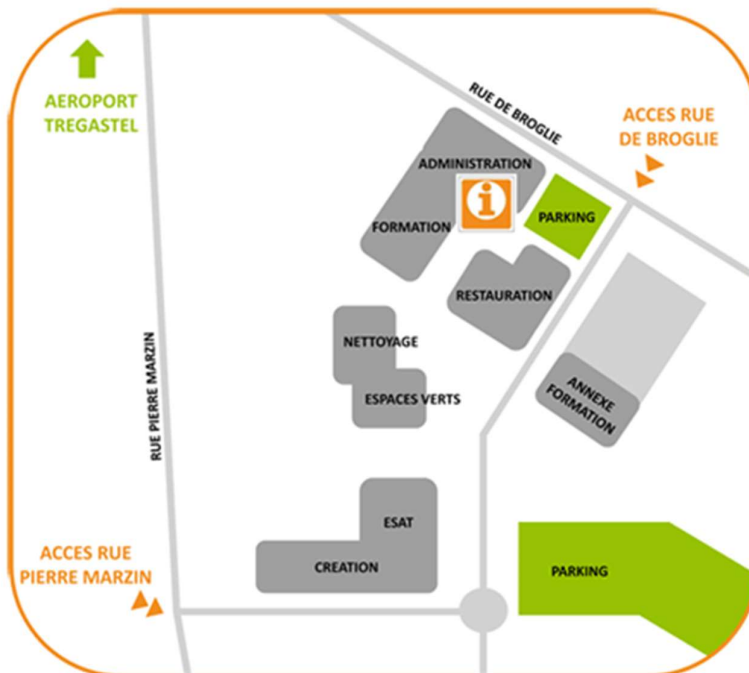 AEROPORT
TREGASTEL
RUE DE BROGLIE
ACCES RUE
DE BROGLIE
ADMINISTRATION
i
FORMATION
PARKING
RESTAURATION
NETTOYAGE
ESPACES VERTS
ANNEXE
FORMATION
RUE PIERRE MARZIN
ESAT
CREATION
ACCES RUE
PIERRE MARZIN
PARKING